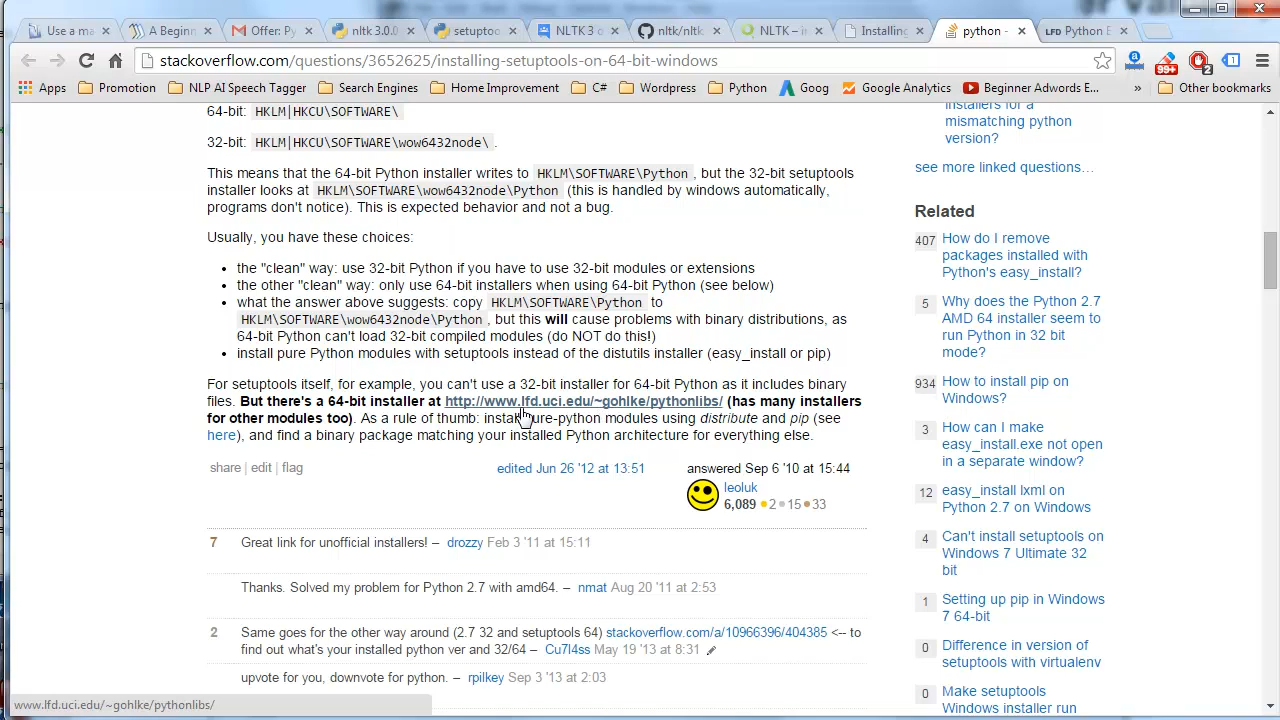 Use a ma
A Beginn
Offer: Py
nltk 3.0.0
setuptoo
NLTK 3 o
nltk/nltk
NLTK – in
Installing
python -
LFD Python E
stackoverflow.com/questions/3652625/installing-setuptools-on-64-bit-windows
99+
2
1
Apps Promotion NLP AI Speech Tagger Search Engines Home Improvement C# Wordpress Python Goog Google Analytics Beginner Adwords E... » Other bookmarks
64-bit: HKLM|HKCU\SOFTWARE\
32-bit: HKLM|HKCU\SOFTWARE\wow6432node\ .
This means that the 64-bit Python installer writes to HKLM\SOFTWARE\Python , but the 32-bit setuptools
installer looks at HKLM\SOFTWARE\wow6432node\Python (this is handled by windows automatically,
programs don't notice). This is expected behavior and not a bug.
Usually, you have these choices:
• the "clean" way: use 32-bit Python if you have to use 32-bit modules or extensions
• the other "clean" way: only use 64-bit installers when using 64-bit Python (see below)
• what the answer above suggests: copy HKLM\SOFTWARE\Python to
HKLM\SOFTWARE\wow6432node\Python , but this will cause problems with binary distributions, as
64-bit Python can't load 32-bit compiled modules (do NOT do this!)
• install pure Python modules with setuptools instead of the distutils installer (easy_install or pip)
For setuptools itself, for example, you can't use a 32-bit installer for 64-bit Python as it includes binary
files. But there's a 64-bit installer at http://www.lfd.uci.edu/~gohlke/pythonlibs/ (has many installers
for other modules too). As a rule of thumb: install pure-python modules using distribute and pip (see
here), and find a binary package matching your installed Python architecture for everything else.
share | edit | flag
edited Jun 26 '12 at 13:51
answered Sep 6 '10 at 15:44
leoluk
6,089 ●2 ●15 ●33
7 Great link for unofficial installers! – drozzy Feb 3 '11 at 15:11
Thanks. Solved my problem for Python 2.7 with amd64. – nmat Aug 20 '11 at 2:53
2 Same goes for the other way around (2.7 32 and setuptools 64) stackoverflow.com/a/10966396/404385 <-- to
find out what's your installed python ver and 32/64 – Cu7l4ss May 19 '13 at 8:31
upvote for you, downvote for python. – rpilkey Sep 3 '13 at 2:03
installers for a
mismatching python
version?
see more linked questions…
Related
407 How do I remove
packages installed with
Python's easy_install?
5 Why does the Python 2.7
AMD 64 installer seem to
run Python in 32 bit
mode?
934 How to install pip on
Windows?
3 How can I make
easy_install.exe not open
in a separate window?
12 easy_install lxml on
Python 2.7 on Windows
4 Can't install setuptools on
Windows 7 Ultimate 32
bit
1 Setting up pip in Windows
7 64-bit
0 Difference in version of
setuptools with virtualenv
0 Make setuptools
Windows installer run
www.lfd.uci.edu/~gohlke/pythonlibs/